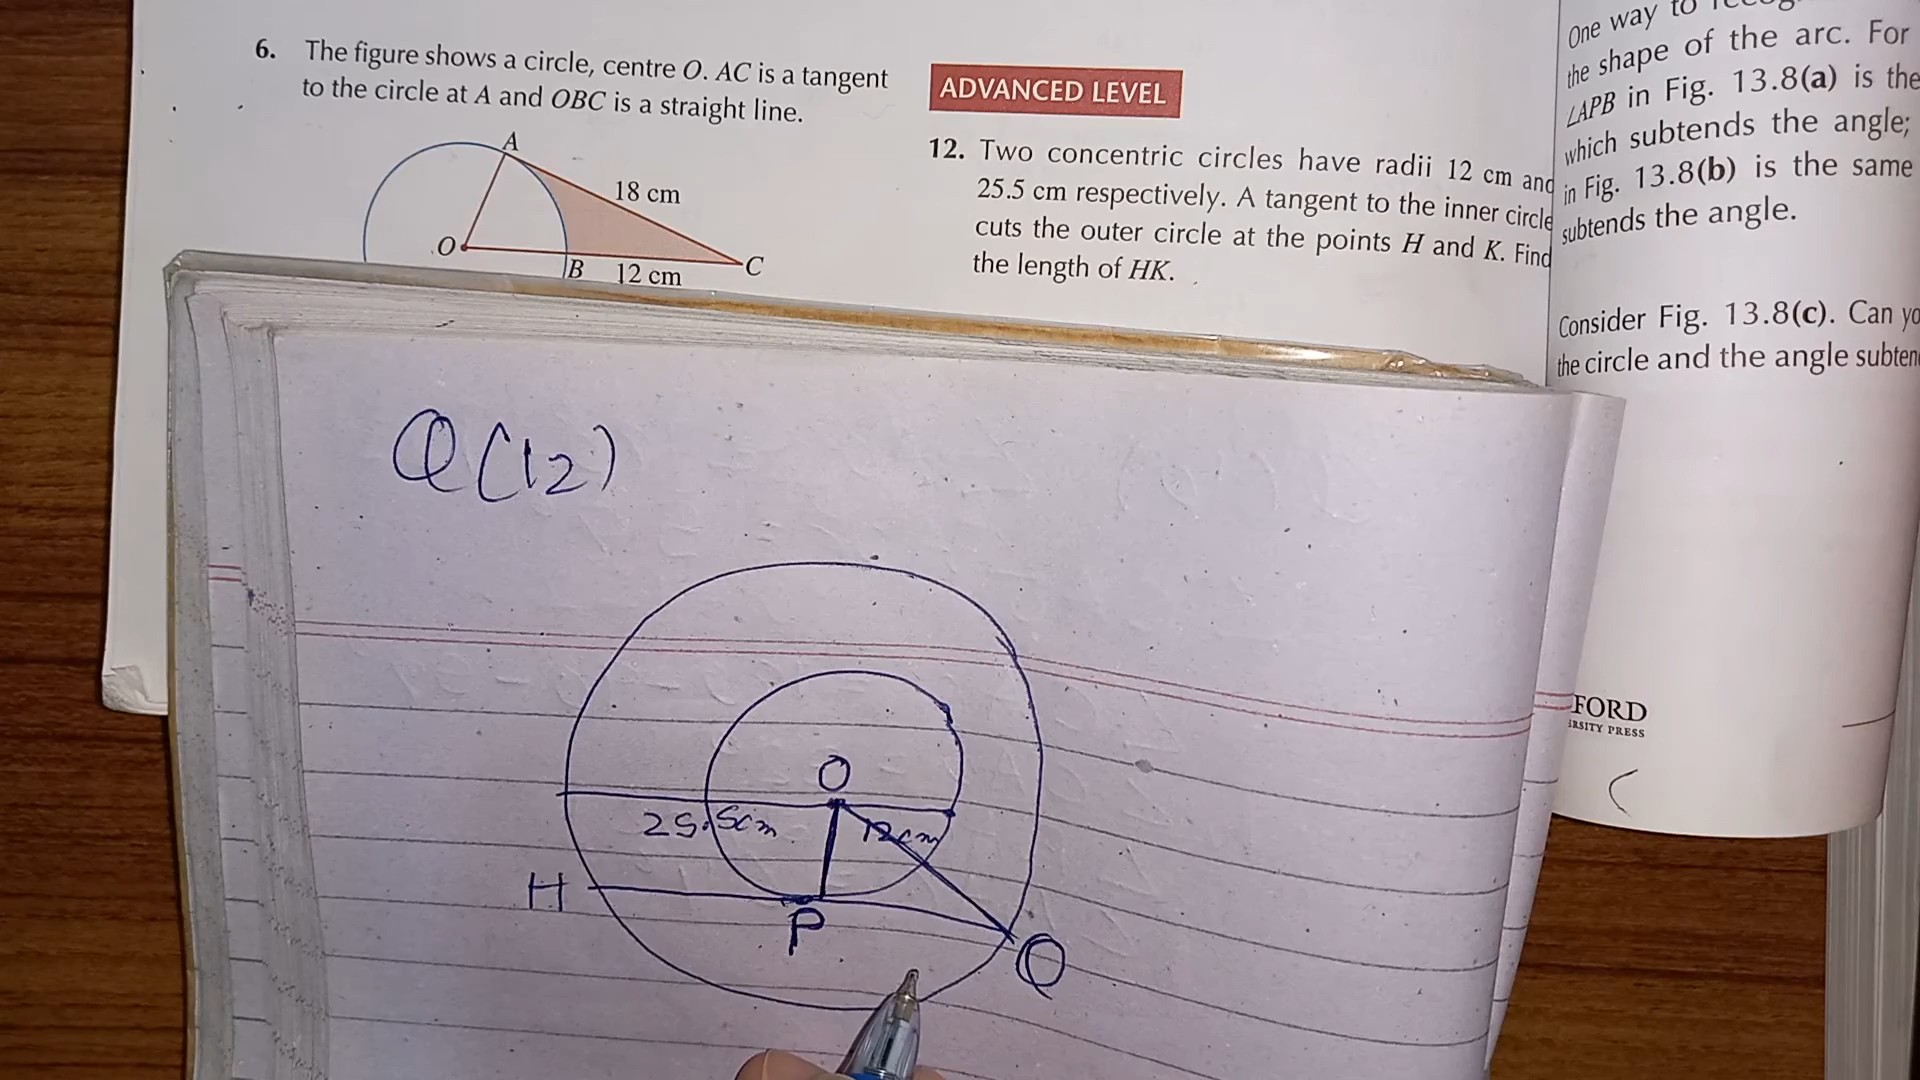 6. The figure shows a circle, centre O. AC is a tangent
to the circle at A and OBC is a straight line.
A
18 cm
O
B 12 cm
C
ADVANCED LEVEL
12. Two concentric circles have radii 12 cm and
25.5 cm respectively. A tangent to the inner circle
cuts the outer circle at the points H and K. Find
the length of HK.
One way to
the shape of the arc. For
∠APB in Fig. 13.8(a) is the
which subtends the angle;
in Fig. 13.8(b) is the same
subtends the angle.
Consider Fig. 13.8(c). Can
the circle and the angle
FORD
PRESS
Q(12)
O
25.5cm
12cm
H
P
Q